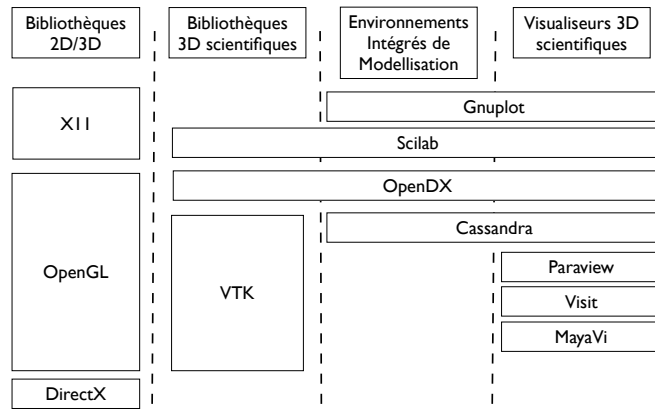 Bibliothèques
2D/3D
Bibliothèques
3D scientifiques
Environnements
Intégrés de
Modellisation
Visualiseurs 3D
scientifiques
X11
Gnuplot
Scilab
OpenDX
OpenGL
VTK
Cassandra
Paraview
Visit
MayaVi
DirectX